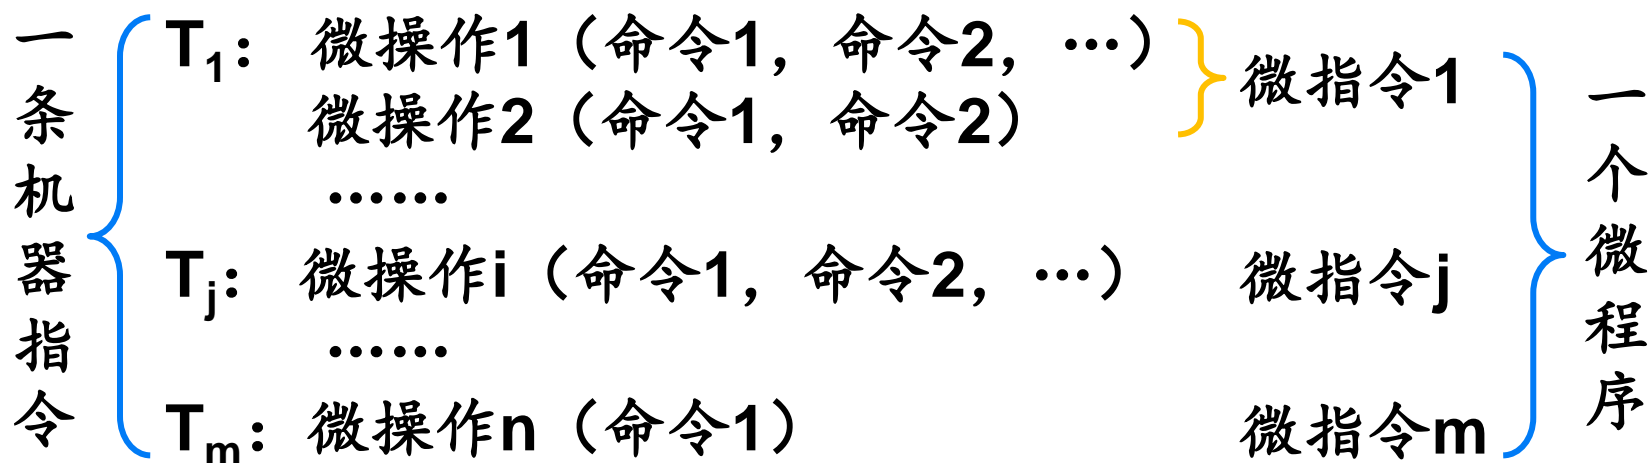 一条机器指令
T1： 微操作1（命令1，命令2，…） 微指令1
微操作2（命令1，命令2）
……
Tj： 微操作i（命令1，命令2，…） 微指令j
……
Tm： 微操作n（命令1） 微指令m
一个微程序